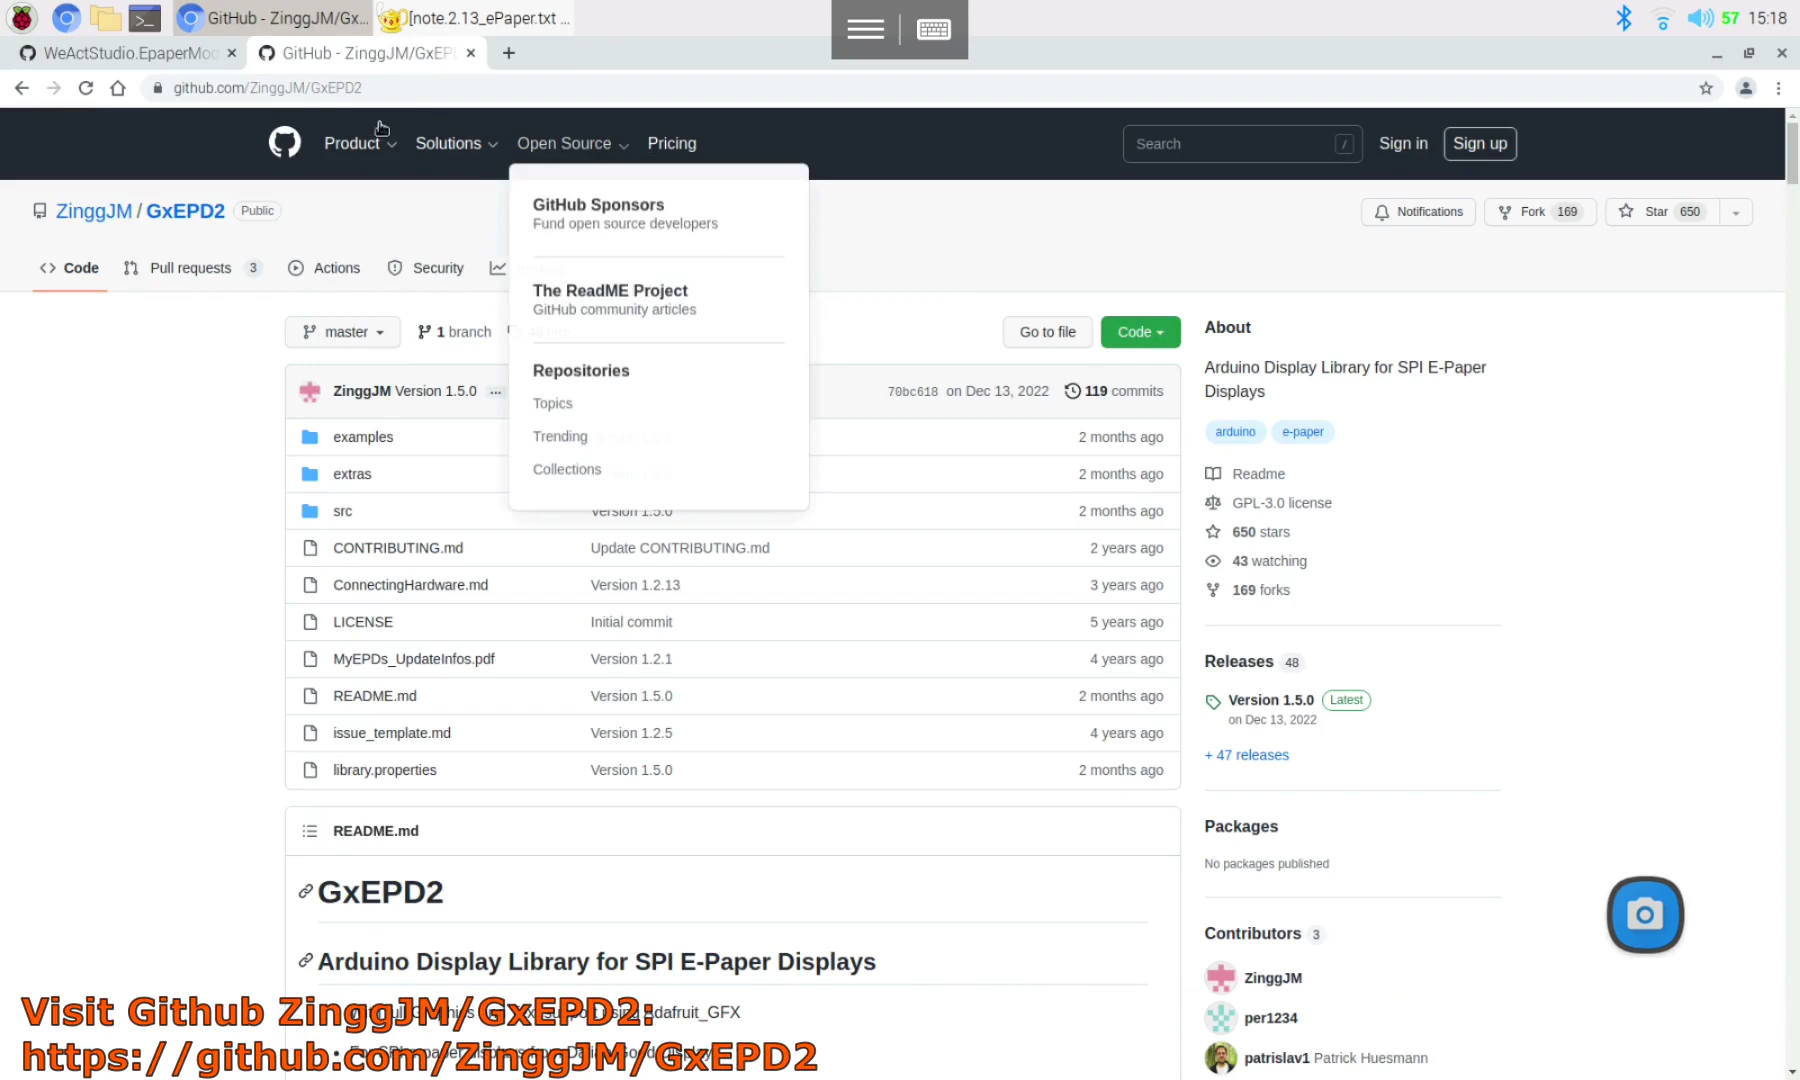 GitHub - ZinggJM/Gx... [note.2.13_ePaper.txt ... 57 15:18
WeActStudio.EpaperMod GitHub - ZinggJM/GxEPD
github.com/ZinggJM/GxEPD2
Product Solutions Open Source Pricing Search / Sign in Sign up
GitHub Sponsors
Fund open source developers
The ReadME Project
GitHub community articles
Repositories
Topics
Trending
Collections
ZinggJM / GxEPD2 Public Notifications Fork 169 Star 650
Code Pull requests 3 Actions Security
master 1 branch Go to file Code
ZinggJM Version 1.5.0 ... 70bc618 on Dec 13, 2022 119 commits
examples 2 months ago
extras 2 months ago
src Version 1.5.0 2 months ago
CONTRIBUTING.md Update CONTRIBUTING.md 2 years ago
ConnectingHardware.md Version 1.2.13 3 years ago
LICENSE Initial commit 5 years ago
MyEPDs_UpdateInfos.pdf Version 1.2.1 4 years ago
README.md Version 1.5.0 2 months ago
issue_template.md Version 1.2.5 4 years ago
library.properties Version 1.5.0 2 months ago
README.md
GxEPD2
Arduino Display Library for SPI E-Paper Displays
using Adafruit_GFX
About
Arduino Display Library for SPI E-Paper
Displays
arduino e-paper
Readme
GPL-3.0 license
650 stars
43 watching
169 forks
Releases 48
Version 1.5.0 Latest
on Dec 13, 2022
+ 47 releases
Packages
No packages published
Contributors 3
ZinggJM
per1234
patrislav1 Patrick Huesmann
Visit Github ZinggJM/GxEPD2:
https://github.com/ZinggJM/GxEPD2